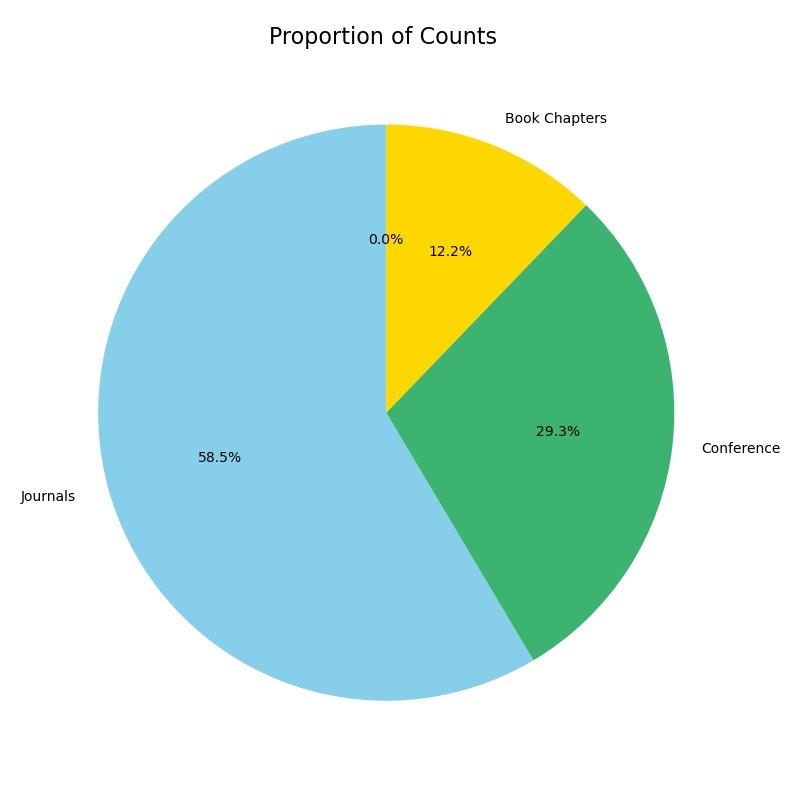 Proportion of Counts
Book Chapters
0.0%
12.2%
29.3%
Conference
58.5%
Journals